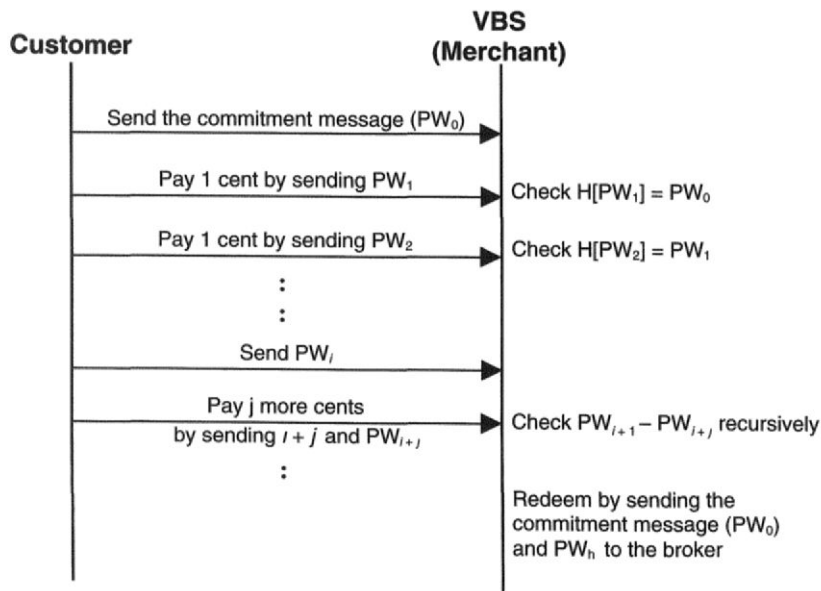 Customer
VBS
(Merchant)
Send the commitment message (PW₀)
Pay 1 cent by sending PW₁
Check H[PW₁] = PW₀
Pay 1 cent by sending PW₂
Check H[PW₂] = PW₁
:
:
Send PWᵢ
Pay j more cents
by sending i + j and PWᵢ₊ⱼ
Check PWᵢ₊₁ – PWᵢ₊ⱼ recursively
:
Redeem by sending the
commitment message (PW₀)
and PWₕ to the broker